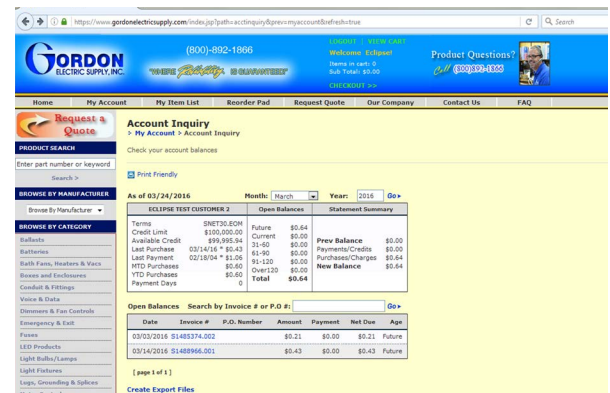 https://www.gordonelectricsupply.com/index.jsp?path=acctinquiry&prev=myaccount&refresh=true
Search
GORDON
ELECTRIC SUPPLY, INC.
(800)-892-1866
"WHERE Reliability IS GUARANTEED!"
LOGOUT | VIEW CART
Welcome Eclipse!
Items in cart: 0
Sub Total: $0.00
CHECKOUT >>
Product Questions?
Call (800)892-1866
Home My Account My Item List Reorder Pad Request Quote Our Company Contact Us FAQ
Request a
Quote
PRODUCT SEARCH
Enter part number or keyword
Search >
BROWSE BY MANUFACTURER
Browse By Manufacturer
BROWSE BY CATEGORY
Ballasts
Batteries
Bath Fans, Heaters & Vacs
Boxes and Enclosures
Conduit & Fittings
Voice & Data
Dimmers & Fan Controls
Emergency & Exit
Fuses
LED Products
Light Bulbs/Lamps
Light Fixtures
Lugs, Grounding & Splices
Account Inquiry
> My Account > Account Inquiry
Check your account balances
Print Friendly
As of 03/24/2016 Month: March Year: 2016 Go
ECLIPSE TEST CUSTOMER 2 Open Balances Statement Summary
Terms SNET30.EOM
Credit Limit $100,000.00
Available Credit $99,995.94
Last Purchase 03/14/16 * $0.43
Last Payment 02/18/04 * $1.06
MTD Purchases $0.60
YTD Purchases $0.60
Payment Days 0
Future $0.64
Current $0.00
31-60 $0.00
61-90 $0.00
91-120 $0.00
Over120 $0.00
Total $0.64
Prev Balance $0.00
Payments/Credits $0.00
Purchases/Charges $0.64
New Balance $0.64
Open Balances Search by Invoice # or P.O #: Go
Date Invoice # P.O. Number Amount Payment Net Due Age
03/03/2016 S1485374.002 $0.21 $0.00 $0.21 Future
03/14/2016 S1488966.001 $0.43 $0.00 $0.43 Future
[ page 1 of 1 ]
Create Export Files